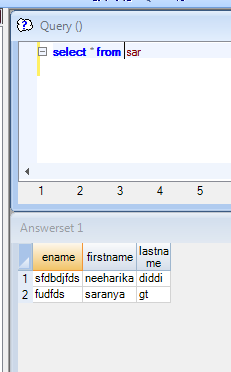 Query ()
select * from sar
1 2 3 4 5
Answerset 1
ename firstname lastna
me
1 sfdbdjfds neeharika diddi
2 fudfds saranya gt